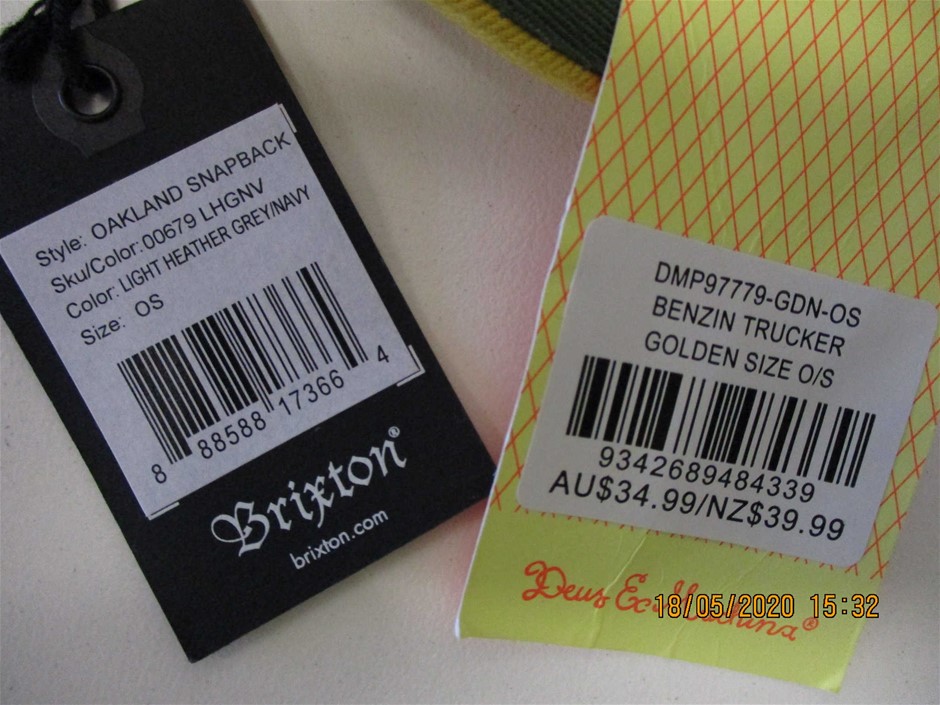 Style: OAKLAND SNAPBACK
Sku/Color: 00679 LHGNV
Color: LIGHT HEATHER GREY/NAVY
Size: OS
8 88588 17366 4
Brixton®
brixton.com
DMP97779-GDN-OS
BENZIN TRUCKER
GOLDEN SIZE O/S
9342689484339
AU$34.99/NZ$39.99
Deus Ex Machina®
18/05/2020 15:32